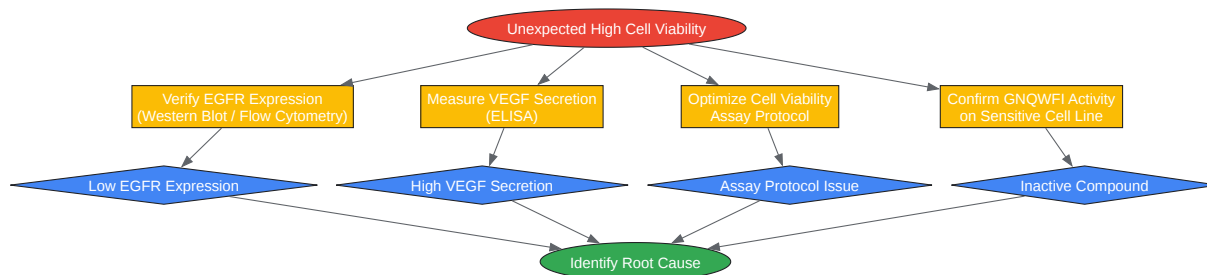 Unexpected High Cell Viability
Verify EGFR Expression
(Western Blot / Flow Cytometry)
Measure VEGF Secretion
(ELISA)
Optimize Cell Viability
Assay Protocol
Confirm GNQWFI Activity
on Sensitive Cell Line
Low EGFR Expression
High VEGF Secretion
Assay Protocol Issue
Inactive Compound
Identify Root Cause